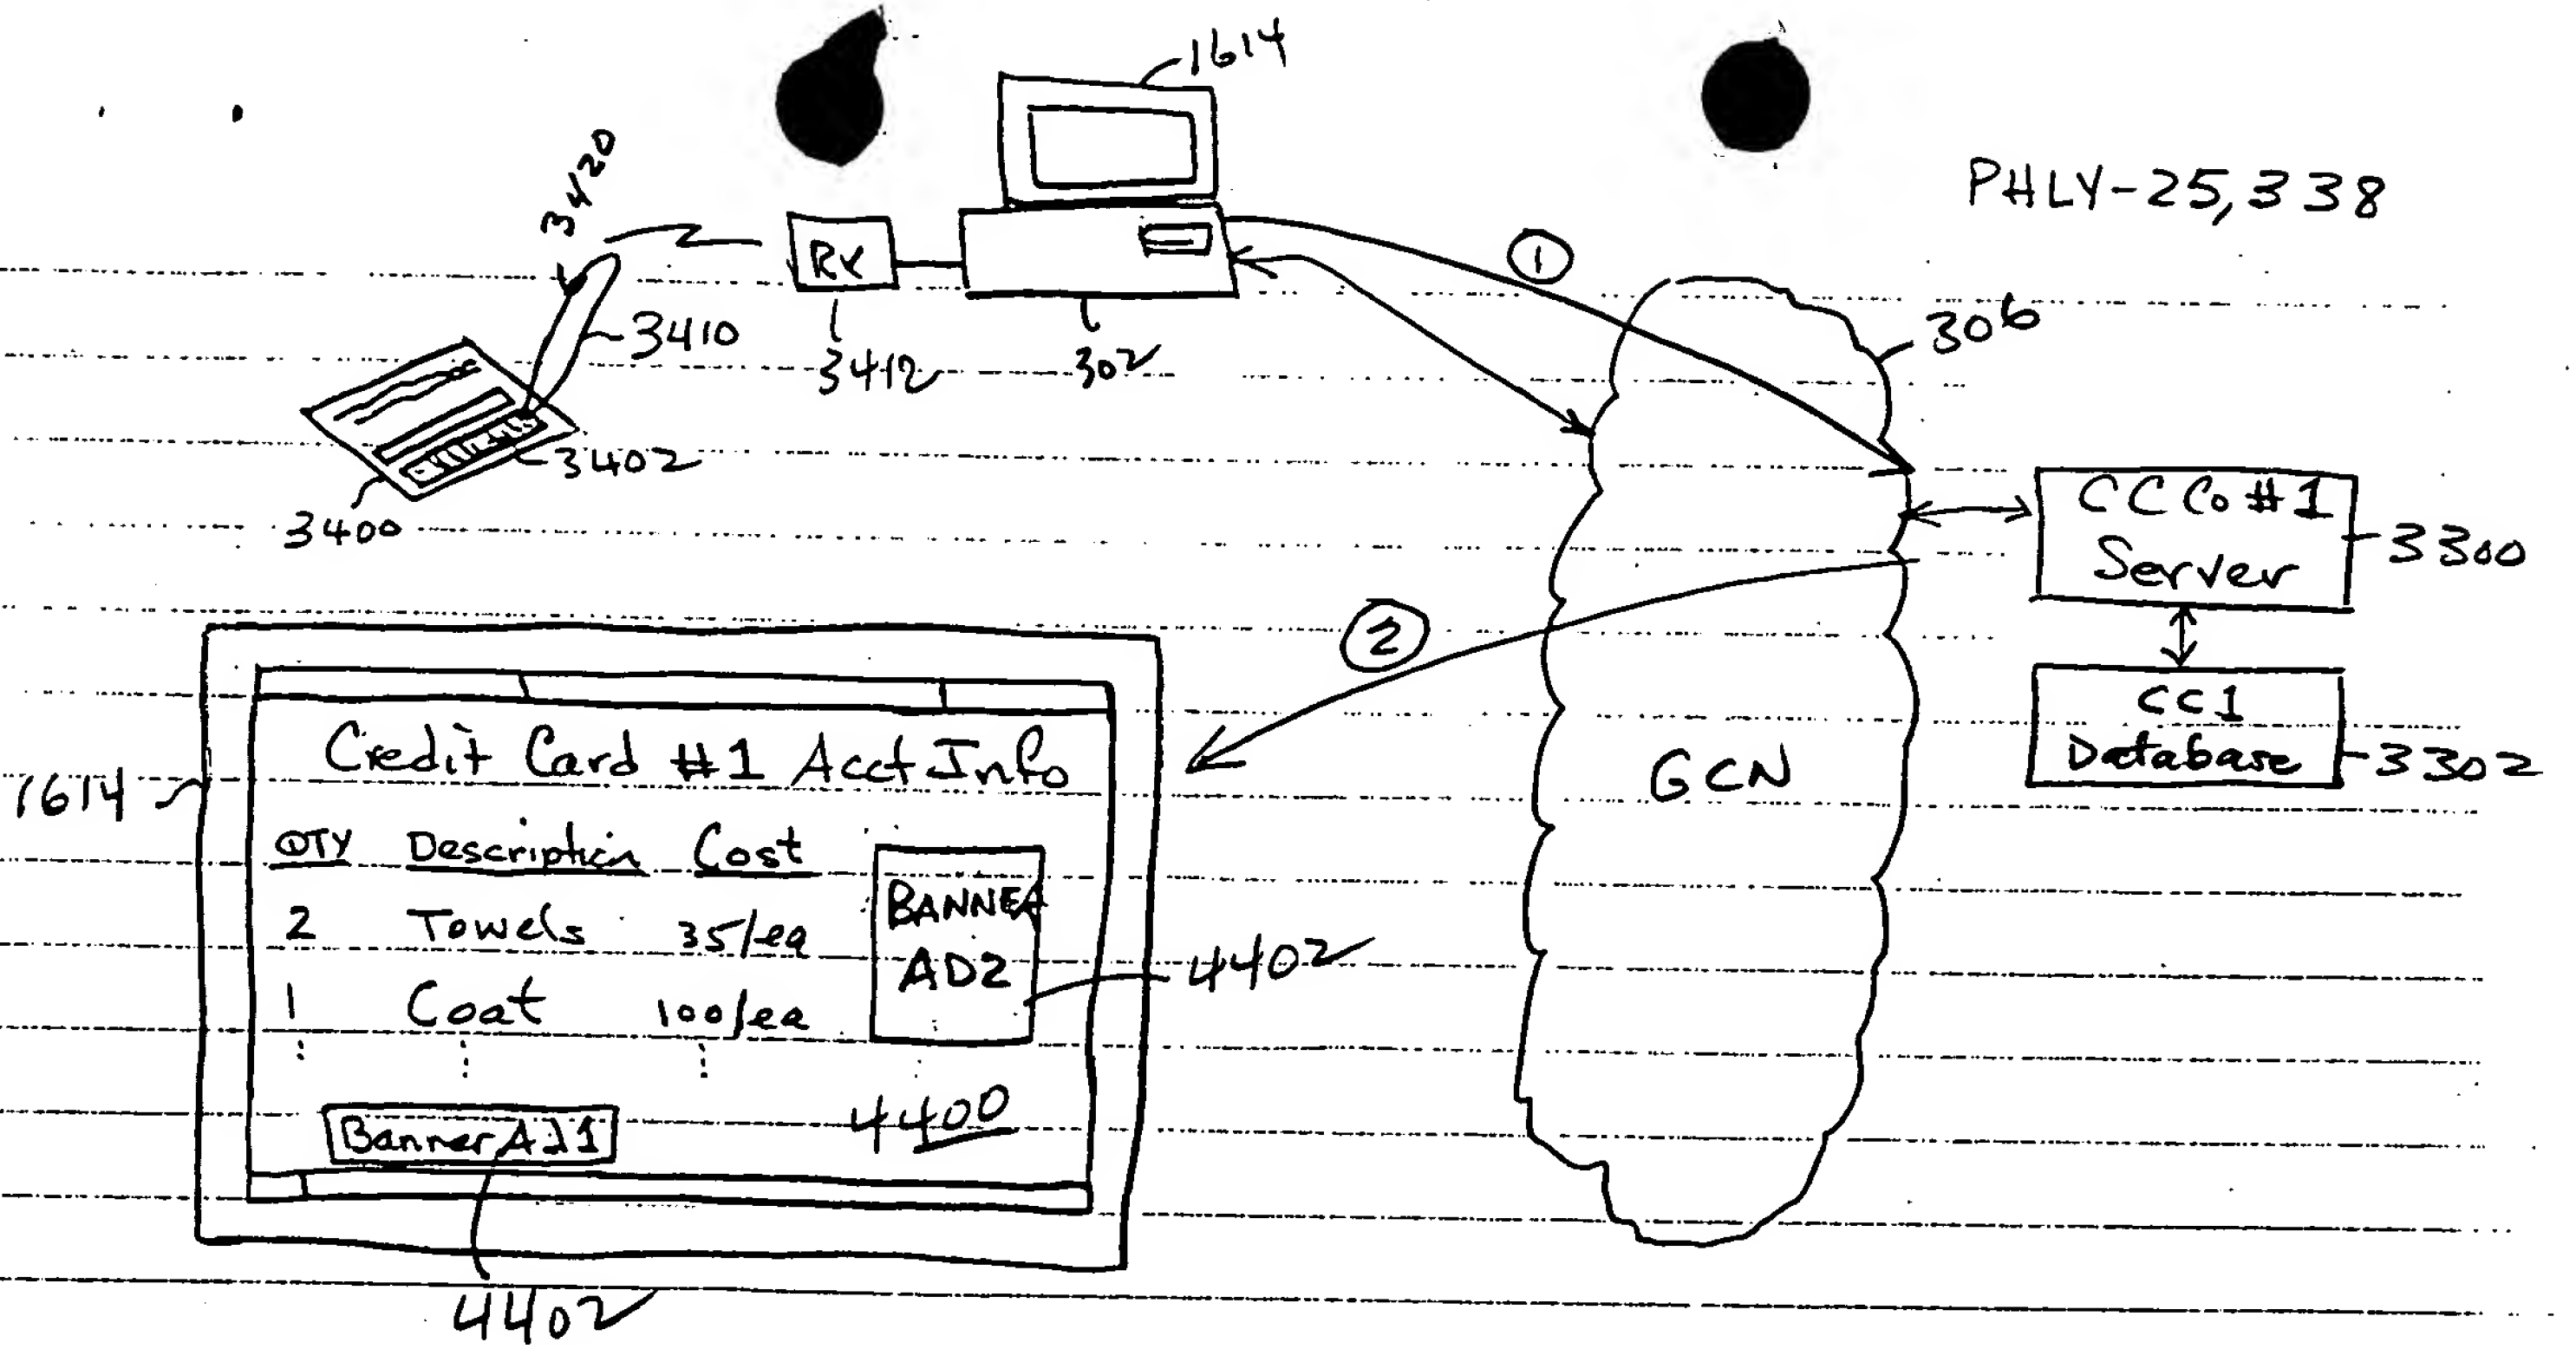 1614
PHLY-25,338
3420
RX
①
3410
306
3412
302
3402
3400
CC Co #1
Server
3300
②
CC1
Database
3302
GCN
1614
Credit Card #1 Acct Info
QTY Description Cost
2 Towels 35/ea
1 Coat 100/ea
BANNER
AD2
4402
4400
Banner Ad1
4402